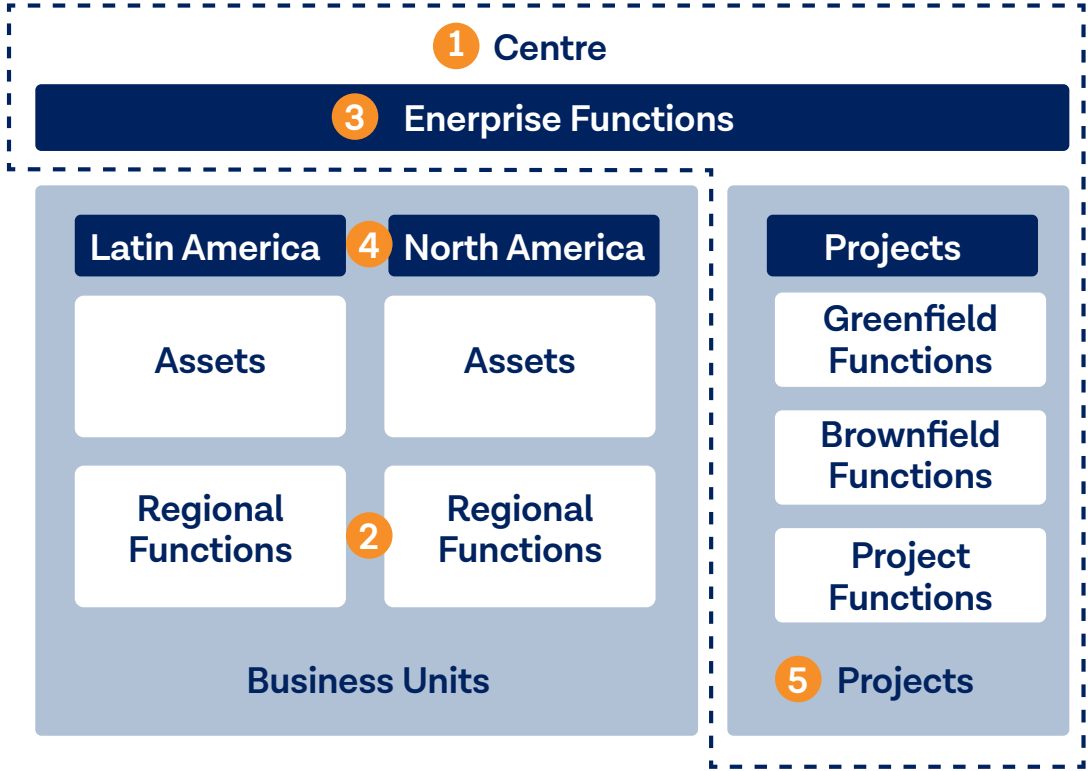 1 Centre
3 Enerprise Functions
Latin America 4 North America
Assets
Assets
Regional
Functions
2
Regional
Functions
Business Units
Projects
Greenfield
Functions
Brownfield
Functions
Project
Functions
5 Projects